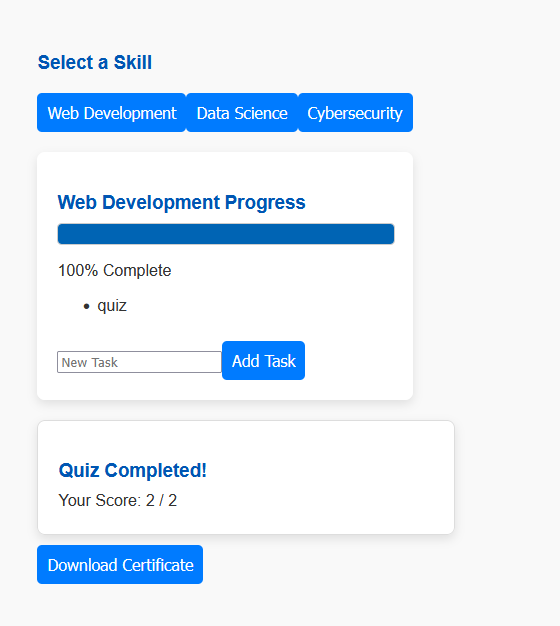 Select a Skill
Web Development Data Science Cybersecurity
Web Development Progress
100% Complete
• quiz
New Task Add Task
Quiz Completed!
Your Score: 2 / 2
Download Certificate